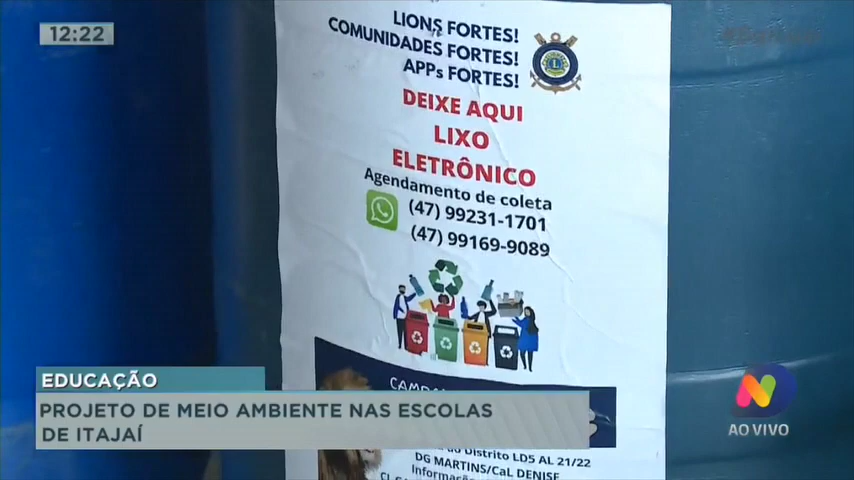 12:22
LIONS FORTES!
COMUNIDADES FORTES!
APPs FORTES!
DEIXE AQUI
LIXO
ELETRÔNICO
Agendamento de coleta
(47) 99231-1701
(47) 99169-9089
EDUCAÇÃO
PROJETO DE MEIO AMBIENTE NAS ESCOLAS
DE ITAJAÍ
AO VIVO
Distrito LD5 AL 21/22
DG MARTINS/CaL DENISE